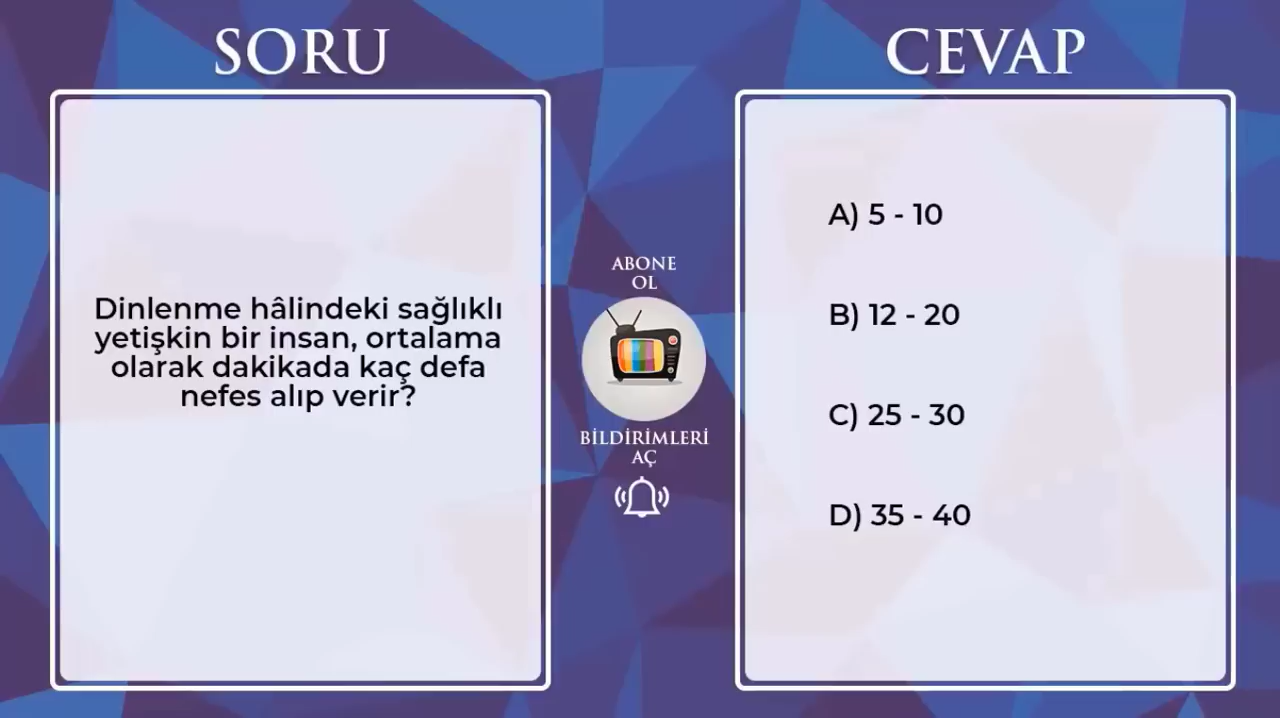 SORU
Dinlenme hâlindeki sağlıklı
yetişkin bir insan, ortalama
olarak dakikada kaç defa
nefes alıp verir?
ABONE
OL
BİLDİRİMLERİ
AÇ
CEVAP
A) 5 - 10
B) 12 - 20
C) 25 - 30
D) 35 - 40